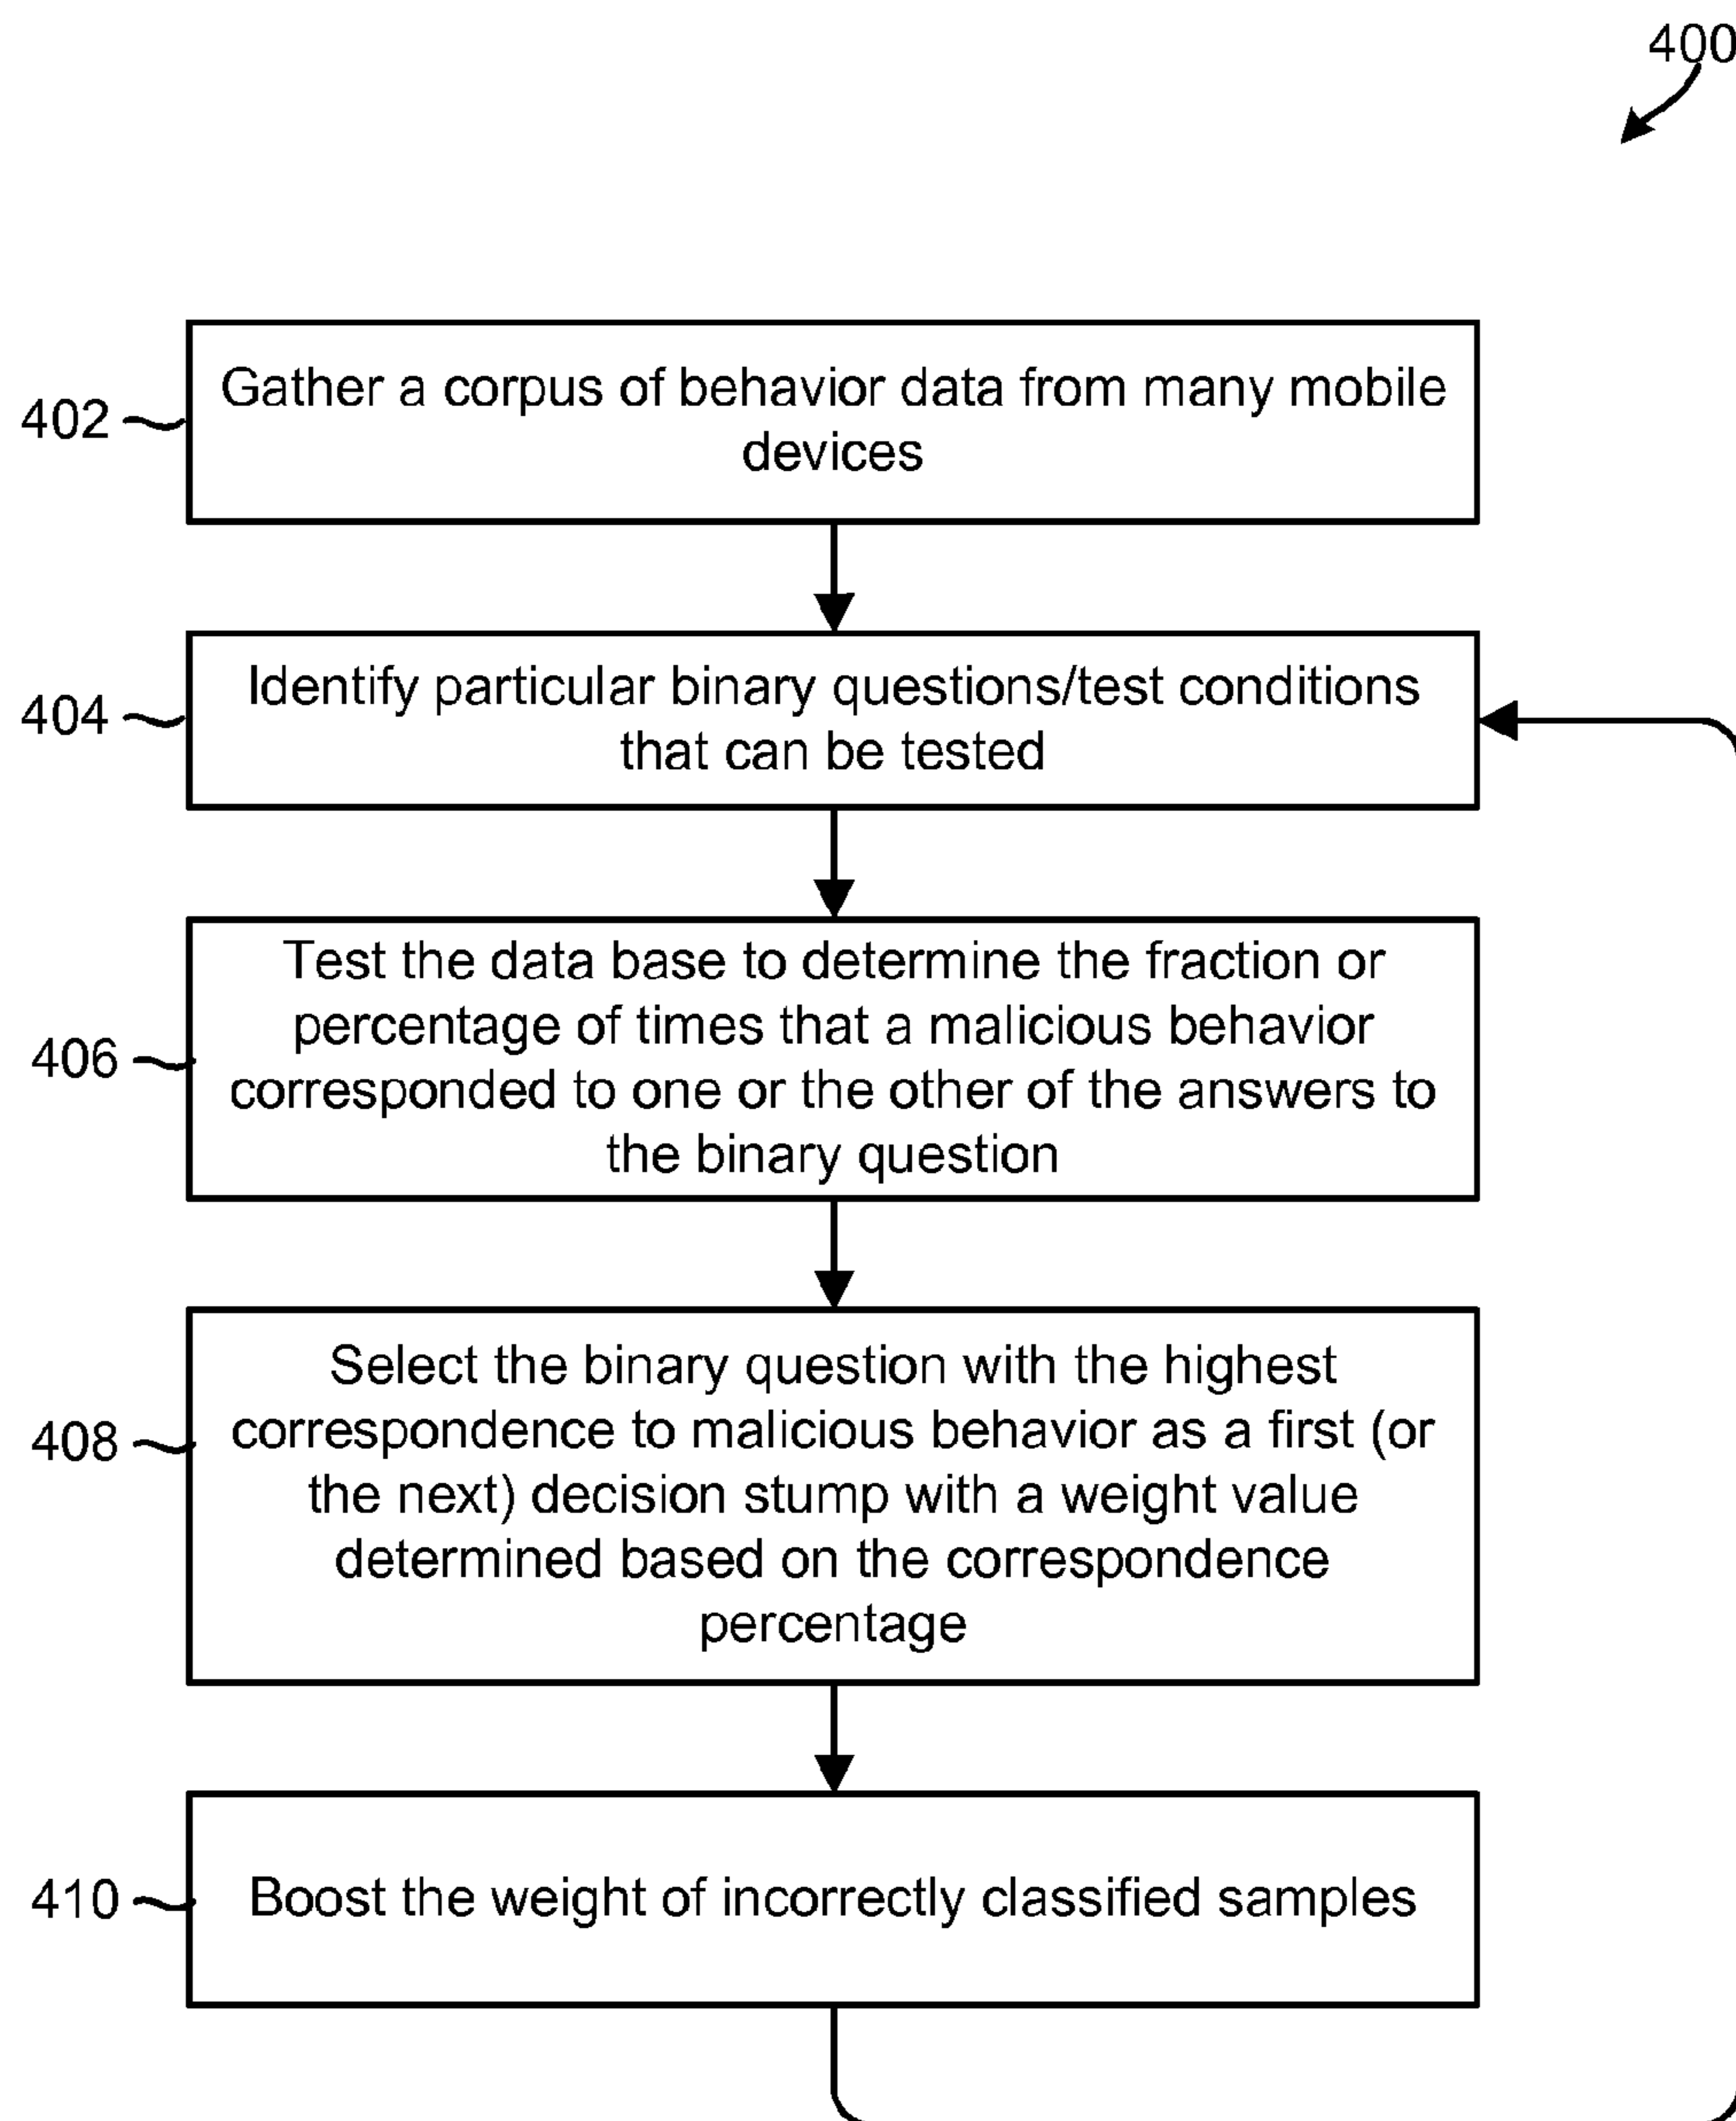 400
402
Gather a corpus of behavior data from many mobile
devices
404
Identify particular binary questions/test conditions
that can be tested
406
Test the data base to determine the fraction or
percentage of times that a malicious behavior
corresponded to one or the other of the answers to
the binary question
408
Select the binary question with the highest
correspondence to malicious behavior as a first (or
the next) decision stump with a weight value
determined based on the correspondence
percentage
410
Boost the weight of incorrectly classified samples